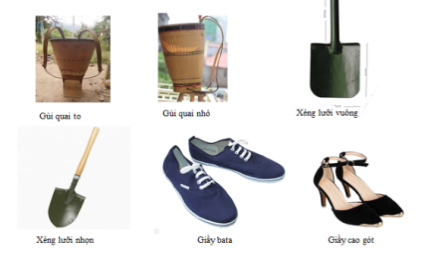 Gùi quai to
Gùi quai nhỏ
Xẻng lưỡi vuông
Xẻng lưỡi nhọn
Giầy bata
Giầy cao gót